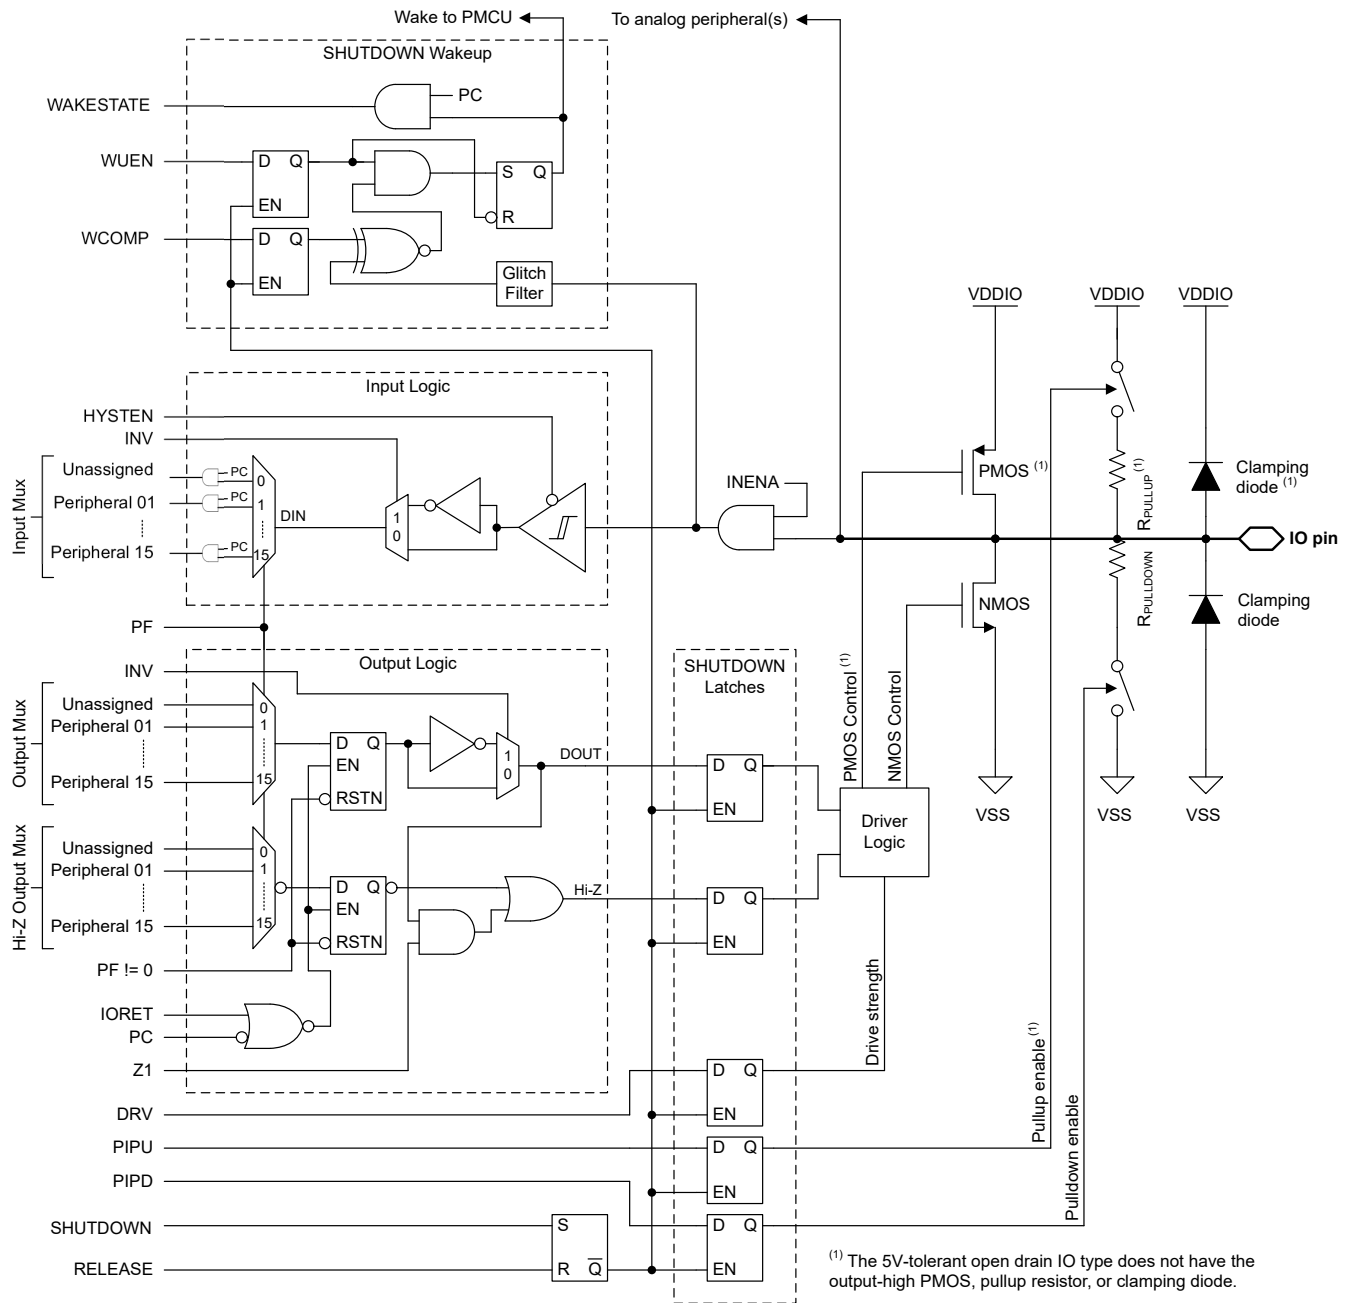 Wake to PMCU
To analog peripheral(s)
SHUTDOWN Wakeup
WAKESTATE
PC
WUEN
D Q
EN
S Q
R
WCOMP
D Q
EN
Glitch
Filter
VDDIO
VDDIO
VDDIO
Input Logic
HYSTEN
INV
Input Mux
Unassigned
PC
0
Peripheral 01
PC
1
Peripheral 15
PC
15
DIN
1
0
INENA
PMOS (1)
RPULLUP (1)
Clamping
diode (1)
IO pin
RPULLDOWN
NMOS
Clamping
diode
PF
Output Logic
INV
Output Mux
Unassigned
0
Peripheral 01
1
Peripheral 15
15
D Q
EN
RSTN
1
0
DOUT
SHUTDOWN
Latches
D Q
EN
PMOS Control (1)
NMOS Control
Driver
Logic
VSS
VSS
VSS
Hi-Z Output Mux
Unassigned
0
Peripheral 01
1
Peripheral 15
15
D Q
EN
RSTN
Hi-Z
D Q
EN
PF != 0
IORET
PC
Z1
Drive strength
D Q
EN
DRV
PIPU
D Q
EN
Pullup enable (1)
PIPD
Pulldown enable
SHUTDOWN
S
D Q
EN
RELEASE
R Q
(1) The 5V-tolerant open drain IO type does not have the
output-high PMOS, pullup resistor, or clamping diode.